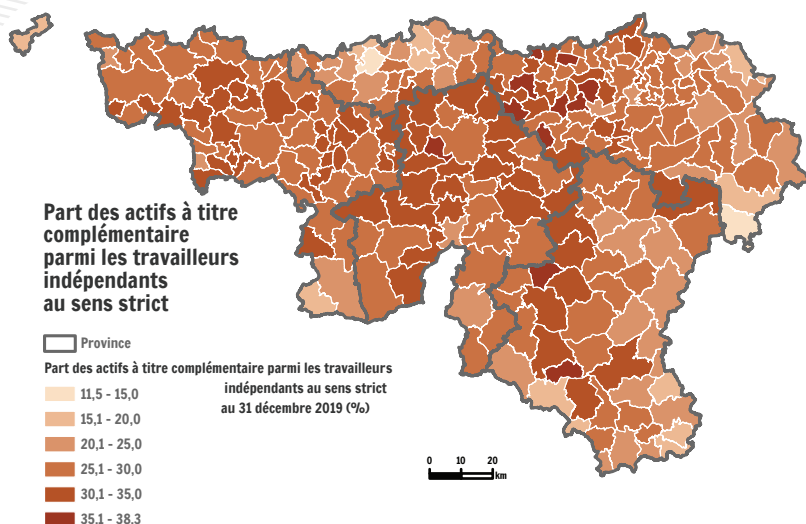 Part des actifs à titre
complémentaire
parmi les travailleurs
indépendants
au sens strict
Province
Part des actifs à titre complémentaire parmi les travailleurs
indépendants au sens strict
au 31 décembre 2019 (%)
11,5 - 15,0
15,1 - 20,0
20,1 - 25,0
25,1 - 30,0
30,1 - 35,0
35,1 - 38,3
0 10 20
km